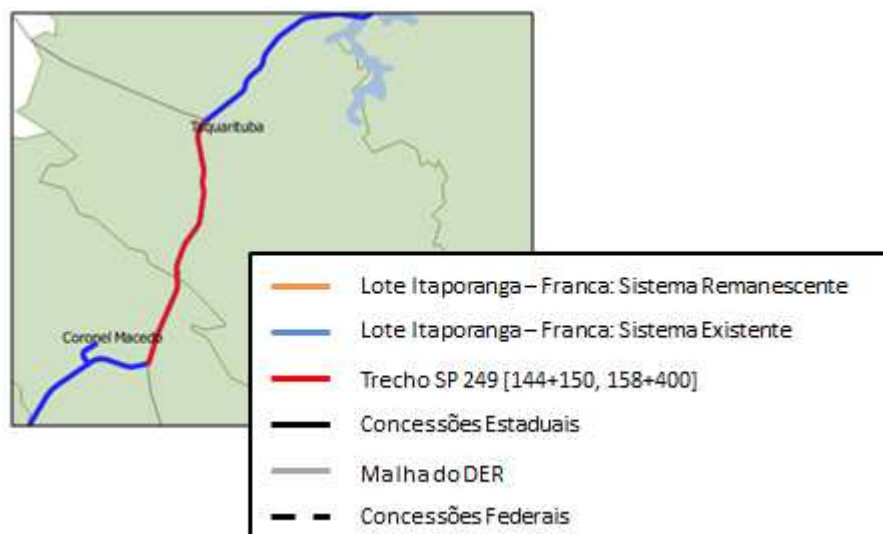 Taquarituba
Coronel Macedo
Lote Itaporanga – Franca: Sistema Remanescente
Lote Itaporanga – Franca: Sistema Existente
Trecho SP 249 [144+150, 158+400]
Concessões Estaduais
Malha do DER
Concessões Federais